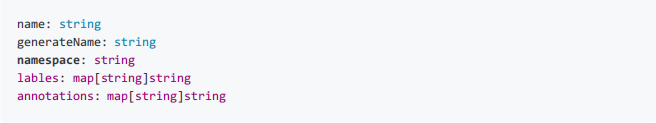 name: string
generateName: string
namespace: string
lables: map[string]string
annotations: map[string]string